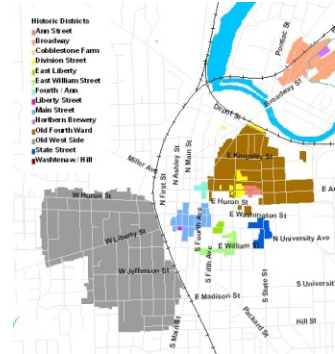 Historic Districts
Ann Street
Broadway
Cobblestone Farm
Division Street
East Liberty
East William Street
Fourth / Ann
Liberty Street
Main Street
Northern Brewery
Old Fourth Ward
Old West Side
State Street
Washtenaw / Hill
Pontiac St
Broadway St
Depot St
Miller Ave
N Main St
N Ashley St
N First St
E Kingsley St
W Huron St
E Huron St
E Washington St
W Liberty St
S Fourth Ave
S Fifth Ave
E William St
N University Ave
W Jefferson St
S State St
S University
E Madison St
Packard St
Hill St
S Main St